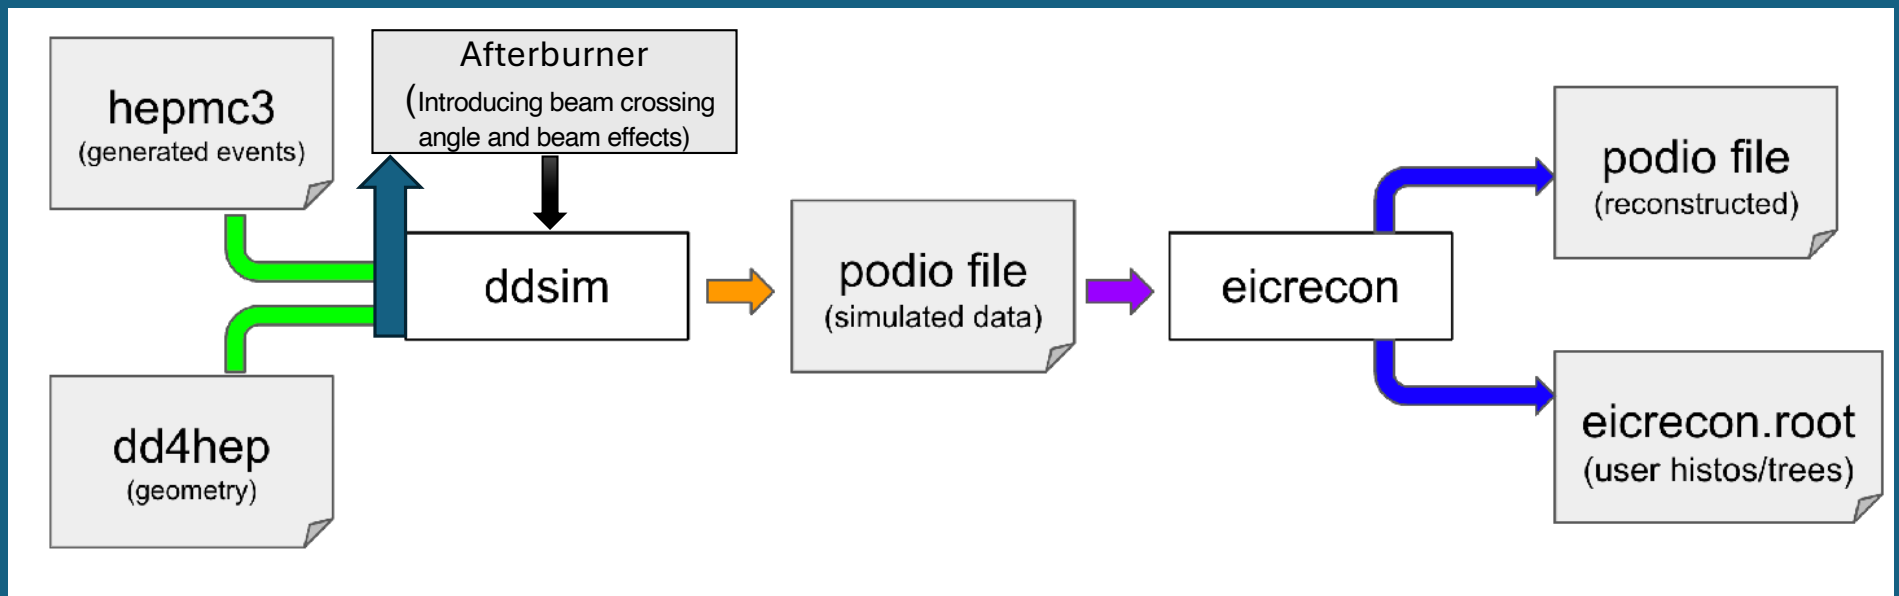 hepmc3
(generated events)
Afterburner
(Introducing beam crossing
angle and beam effects)
dd4hep
(geometry)
ddsim
podio file
(simulated data)
eicrecon
podio file
(reconstructed)
eicrecon.root
(user histos/trees)